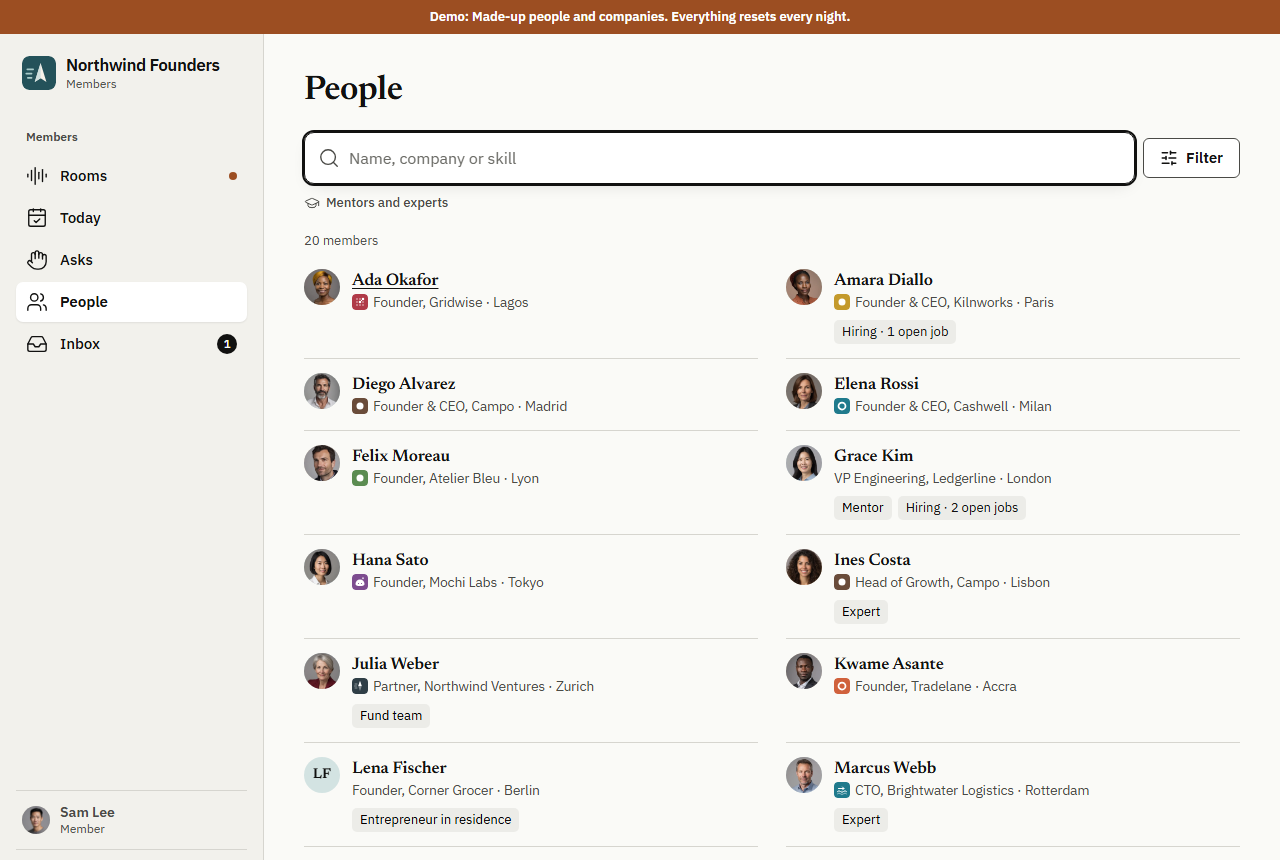 Demo: Made-up people and companies. Everything resets every night.
Northwind Founders
Members
Members
Rooms
Today
Asks
People
Inbox
1
Sam Lee
Member
People
Name, company or skill
Filter
Mentors and experts
20 members
Ada Okafor
Founder, Gridwise · Lagos
Amara Diallo
Founder & CEO, Kilnworks · Paris
Hiring · 1 open job
Diego Alvarez
Founder & CEO, Campo · Madrid
Elena Rossi
Founder & CEO, Cashwell · Milan
Felix Moreau
Founder, Atelier Bleu · Lyon
Grace Kim
VP Engineering, Ledgerline · London
Mentor
Hiring · 2 open jobs
Hana Sato
Founder, Mochi Labs · Tokyo
Ines Costa
Head of Growth, Campo · Lisbon
Expert
Julia Weber
Partner, Northwind Ventures · Zurich
Fund team
Kwame Asante
Founder, Tradelane · Accra
LF
Lena Fischer
Founder, Corner Grocer · Berlin
Entrepreneur in residence
Marcus Webb
CTO, Brightwater Logistics · Rotterdam
Expert